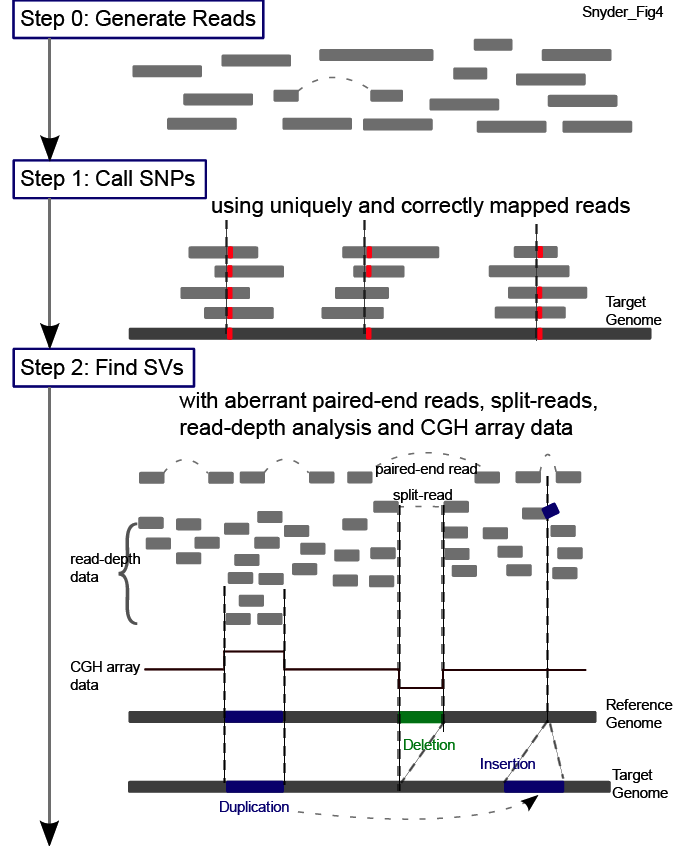 Step 0: Generate Reads
Snyder_Fig4
Step 1: Call SNPs
using uniquely and correctly mapped reads
Target
Genome
Step 2: Find SVs
with aberrant paired-end reads, split-reads,
read-depth analysis and CGH array data
paired-end read
split-read
read-depth
data
CGH array
data
Reference
Genome
Deletion
Insertion
Target
Genome
Duplication